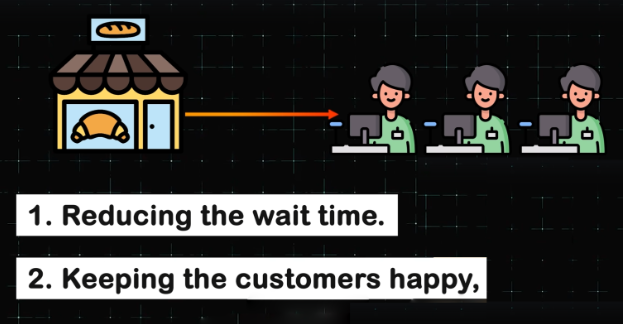 1. Reducing the wait time.
2. Keeping the customers happy,